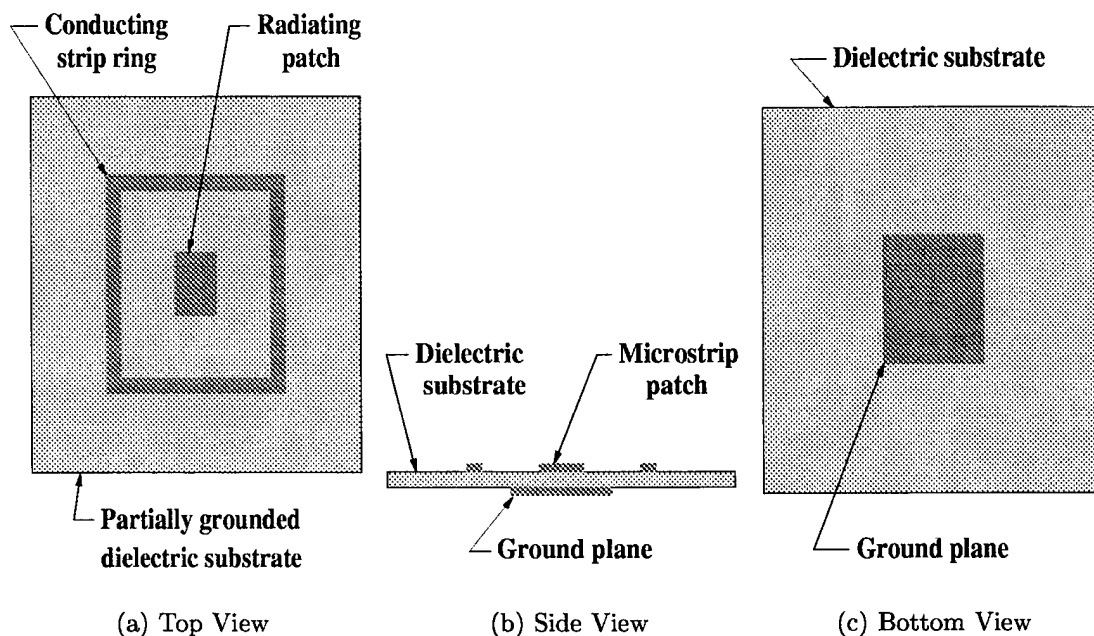 Conducting
strip ring
Radiating
patch
Partially grounded
dielectric substrate
(a) Top View
Dielectric
substrate
Microstrip
patch
Ground plane
(b) Side View
Dielectric substrate
Ground plane
(c) Bottom View